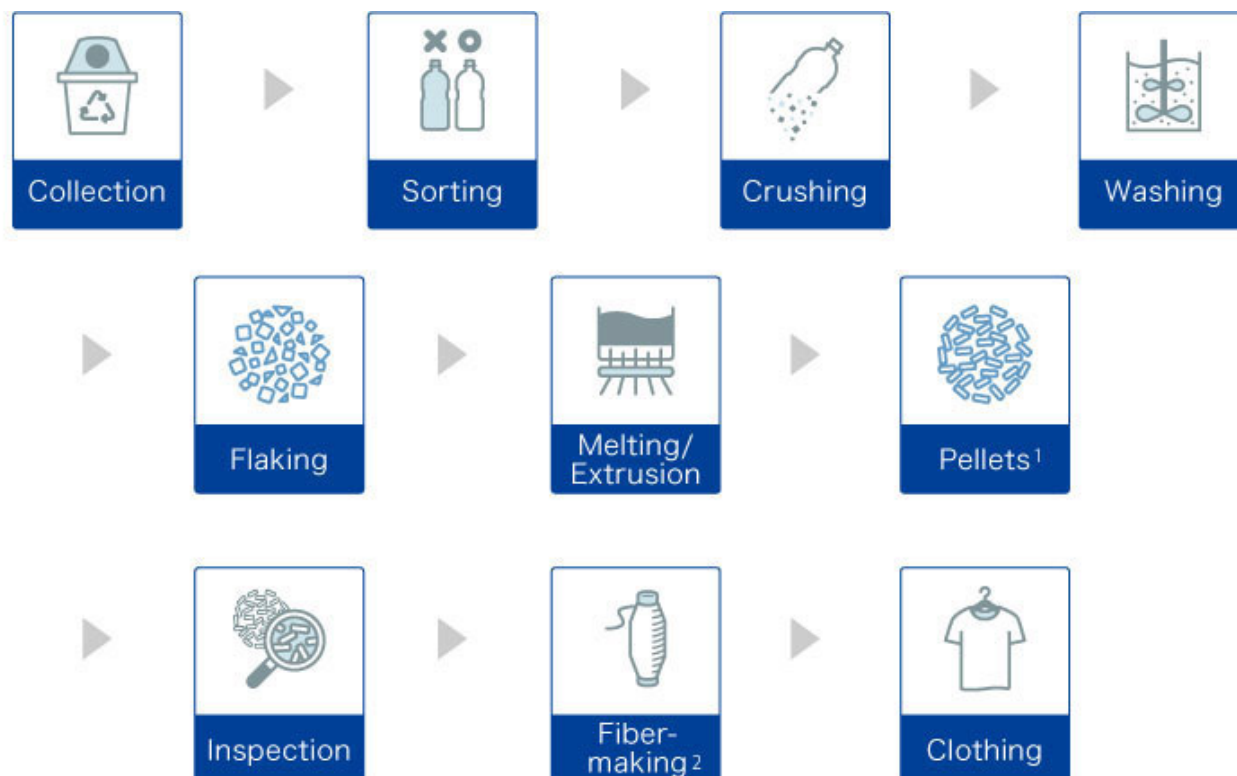 Collection
Sorting
Crushing
Washing
Flaking
Melting/
Extrusion
Pellets¹
Inspection
Fiber-
making²
Clothing